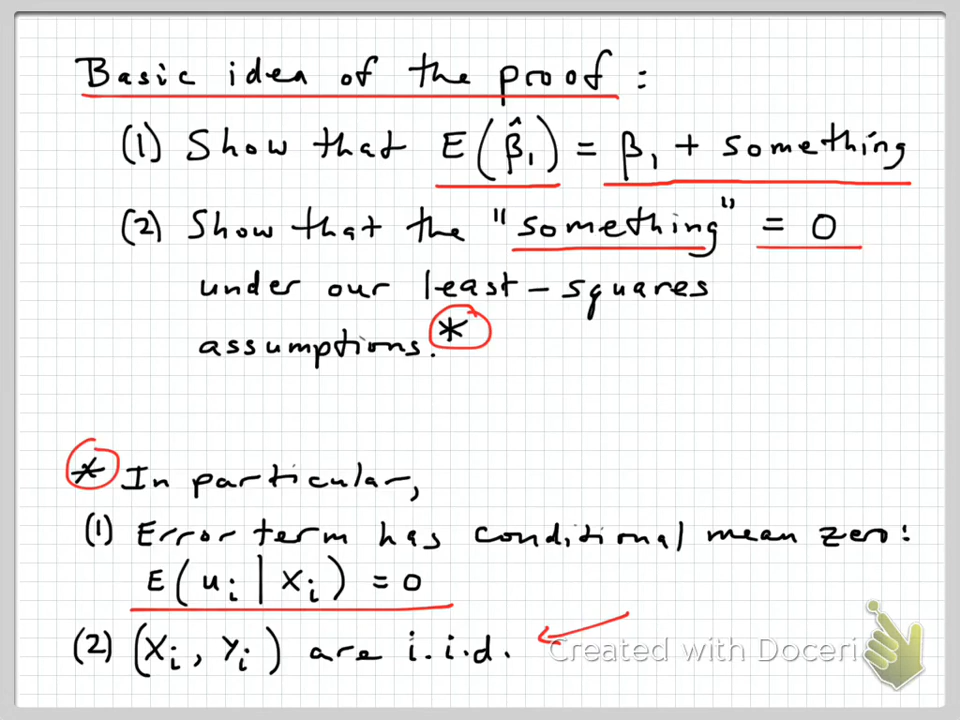 Basic idea of the proof :
(1) Show that E(β̂₁) = β₁ + something
(2) Show that the "something" = 0
under our least-squares
assumptions.*
* In particular,
(1) Error term has conditional mean zero:
E(uᵢ | Xᵢ) = 0
(2) (Xᵢ, Yᵢ) are i.i.d.
Created with Doceri